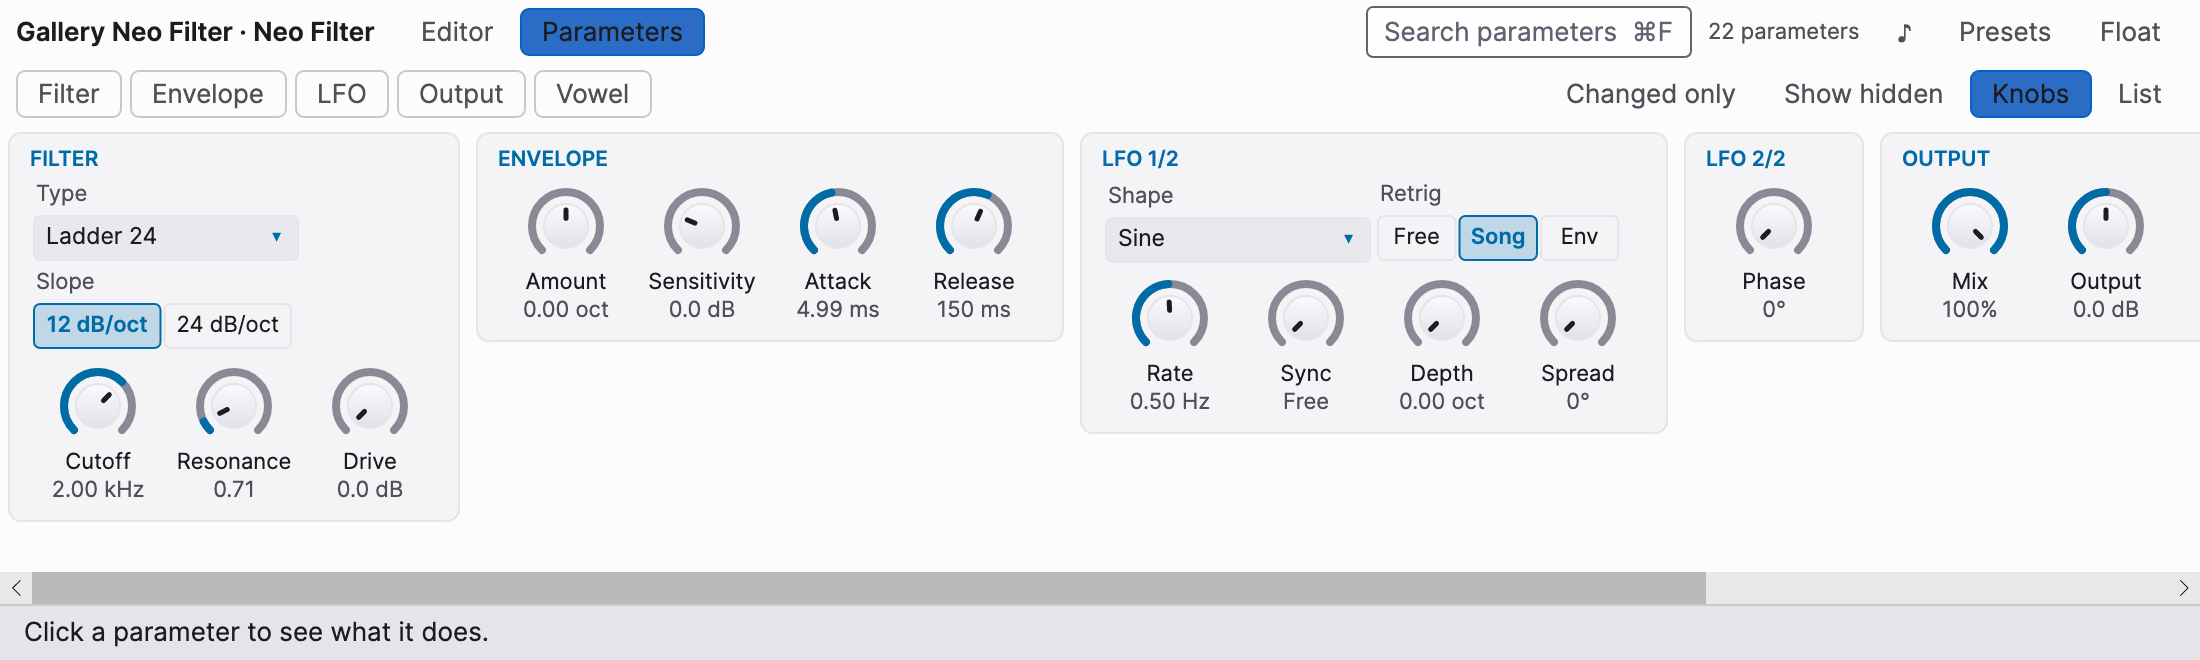 Gallery Neo Filter · Neo Filter
Editor
Parameters
Search parameters ⌘F
22 parameters
Presets
Float
Filter
Envelope
LFO
Output
Vowel
Changed only
Show hidden
Knobs
List
FILTER
Type
Ladder 24
Slope
12 dB/oct
24 dB/oct
Cutoff
2.00 kHz
Resonance
0.71
Drive
0.0 dB
ENVELOPE
Amount
0.00 oct
Sensitivity
0.0 dB
Attack
4.99 ms
Release
150 ms
LFO 1/2
Shape
Sine
Retrig
Free
Song
Env
Rate
0.50 Hz
Sync
Free
Depth
0.00 oct
Spread
0°
LFO 2/2
Phase
0°
OUTPUT
Mix
100%
Output
0.0 dB
Click a parameter to see what it does.